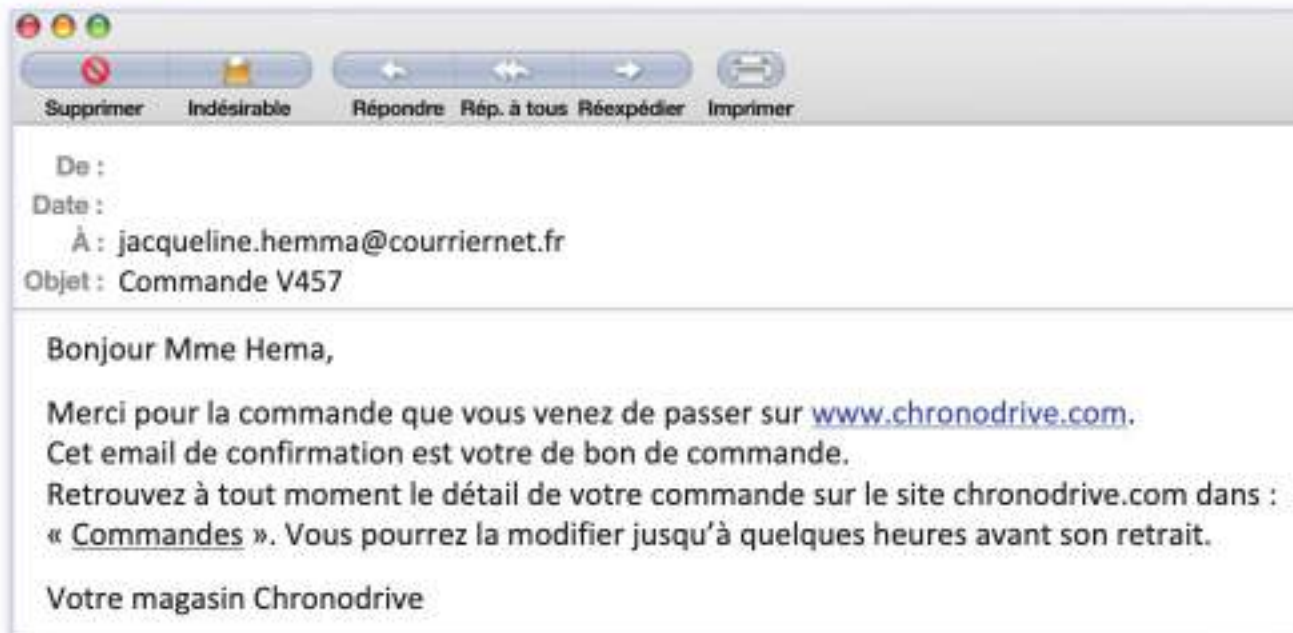 Supprimer Indésirable Répondre Rép. à tous Réexpédier Imprimer
De :
Date :
À : jacqueline.hemma@courriernet.fr
Objet : Commande V457
Bonjour Mme Hema,
Merci pour la commande que vous venez de passer sur www.chronodrive.com.
Cet email de confirmation est votre de bon de commande.
Retrouvez à tout moment le détail de votre commande sur le site chronodrive.com dans :
« Commandes ». Vous pourrez la modifier jusqu'à quelques heures avant son retrait.
Votre magasin Chronodrive